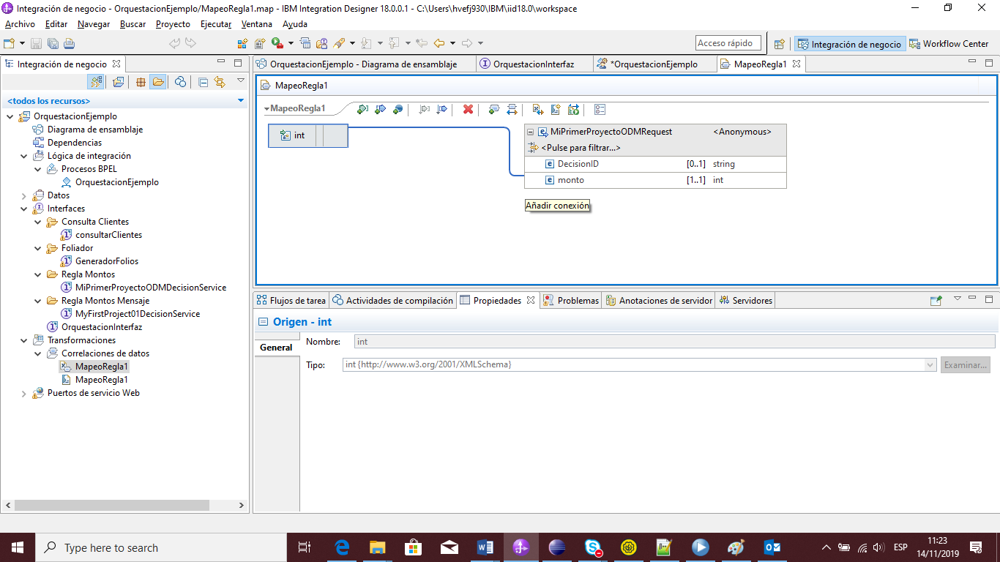 Integración de negocio - OrquestacionEjemplo/MapeoRegla1.map - IBM Integration Designer 18.0.0.1 - C:\Users\hvefj930\IBM\iid18.0\workspace
Archivo Editar Navegar Buscar Proyecto Ejecutar Ventana Ayuda
Acceso rápido Integración de negocio Workflow Center
Integración de negocio
<todos los recursos>
OrquestacionEjemplo
Diagrama de ensamblaje
Dependencias
Lógica de integración
Procesos BPEL
OrquestacionEjemplo
Datos
Interfaces
Consulta Clientes
consultarClientes
Foliador
GeneradorFolios
Regla Montos
MiPrimerProyectoODMDecisionService
Regla Montos Mensaje
MyFirstProject01DecisionService
OrquestacionInterfaz
Transformaciones
Correlaciones de datos
MapeoRegla1
MapeoRegla1
Puertos de servicio Web
OrquestacionEjemplo - Diagrama de ensamblaje OrquestacionInterfaz *OrquestacionEjemplo MapeoRegla1
MapeoRegla1
MapeoRegla1
int
MiPrimerProyectoODMRequest <Anonymous>
<Pulse para filtrar...>
DecisionID [0..1] string
monto [1..1] int
Añadir conexión
Flujos de tarea Actividades de compilación Propiedades Problemas Anotaciones de servidor Servidores
Origen - int
General
Nombre: int
Tipo: int {http://www.w3.org/2001/XMLSchema} Examinar...
Type here to search
ESP
11:23
14/11/2019